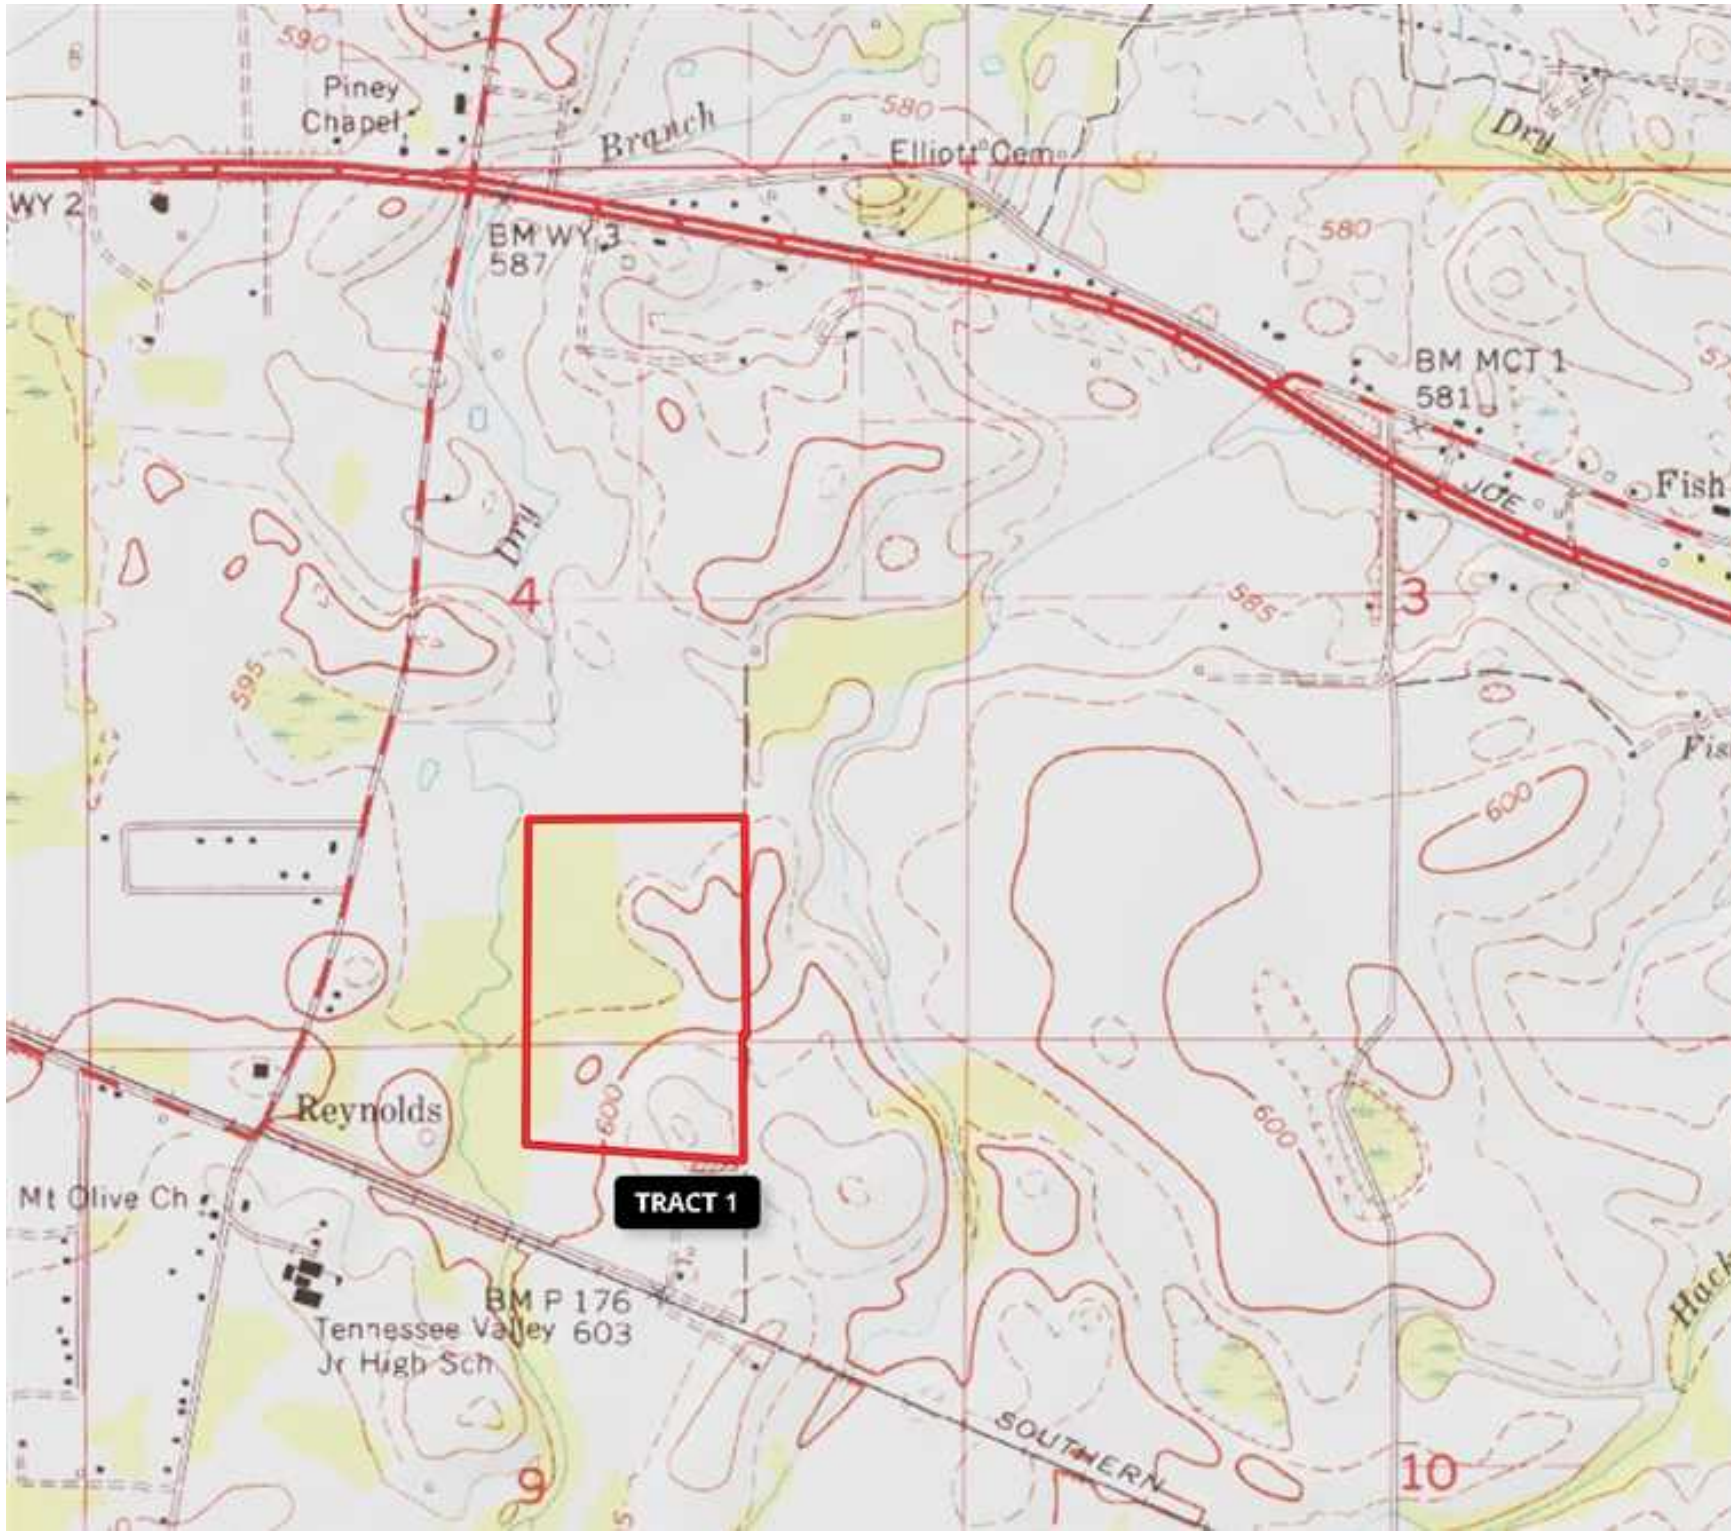 590
Piney
Chapel
Branch
580
Elliott Cem
Dry
WY 2
BM WY 3
587
580
BM MCT 1
581
Fish
JOE
Dry
4
3
585
595
600
Reynolds
600
600
TRACT 1
Mt Olive Ch
BM P 176
Tennessee Valley 603
Jr High Sch
Hack
SOUTHERN
9
10